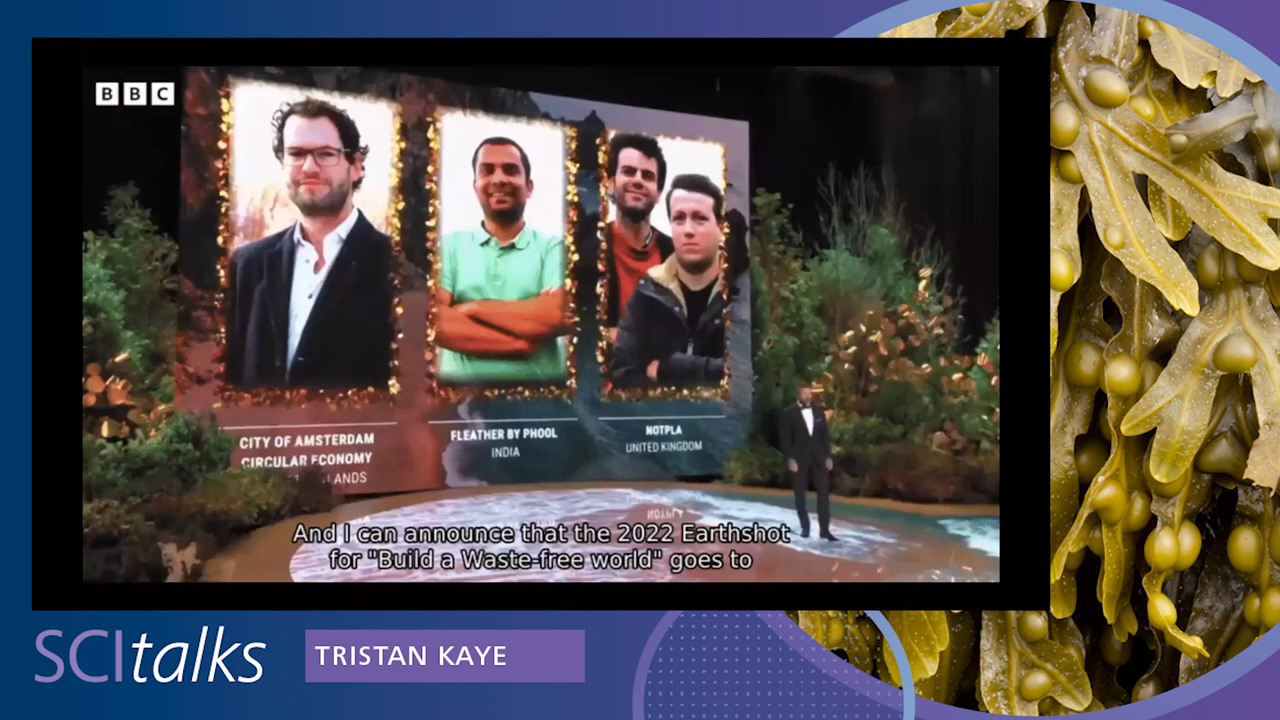 BBC
CITY OF AMSTERDAM
CIRCULAR ECONOMY
FLEATHER BY PHOOL
INDIA
NOTPLA
UNITED KINGDOM
NOTPLA
And I can announce that the 2022 Earthshot
for "Build a Waste-free world" goes to
SCItalks
TRISTAN KAYE